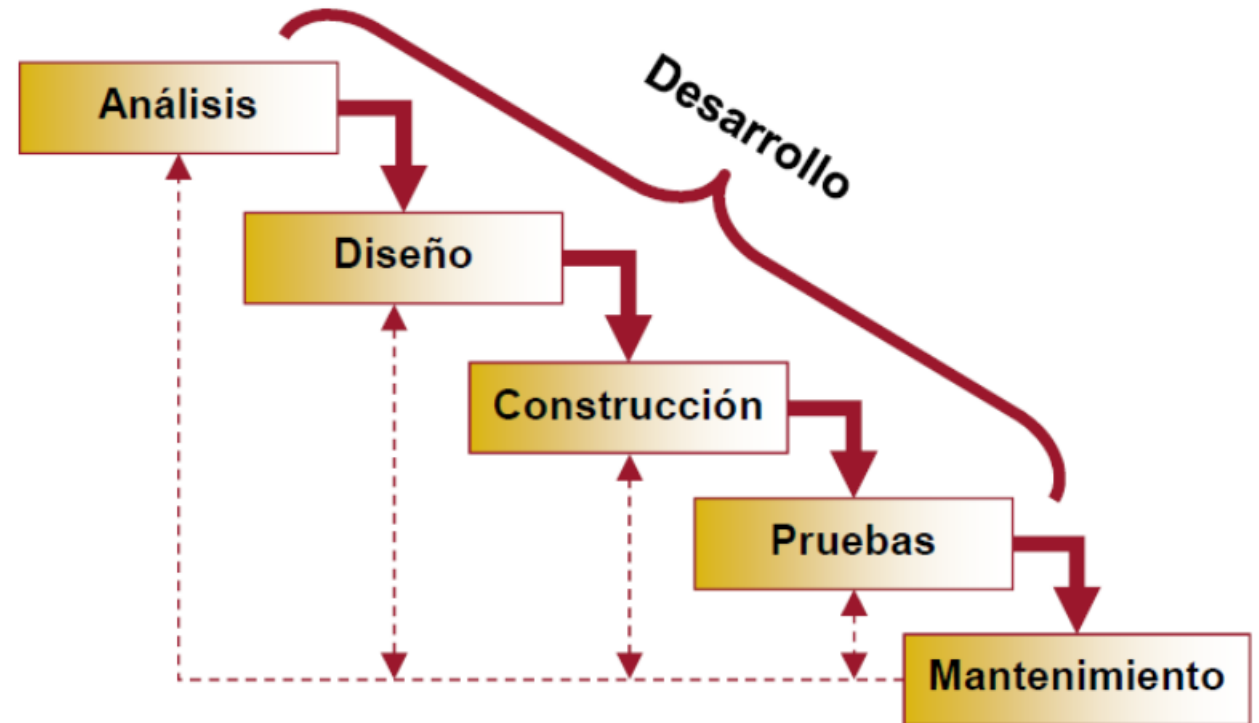 Análisis
Desarrollo
Diseño
Construcción
Pruebas
Mantenimiento